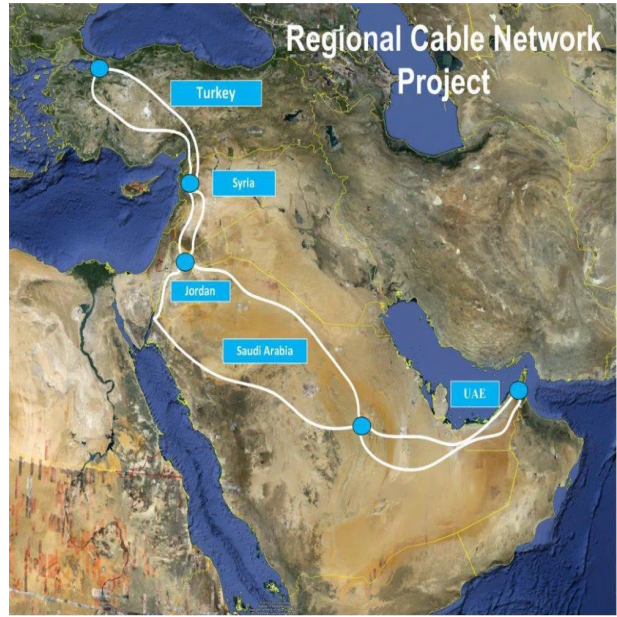 Regional Cable Network
Project
Turkey
Syria
Jordan
Saudi Arabia
UAE